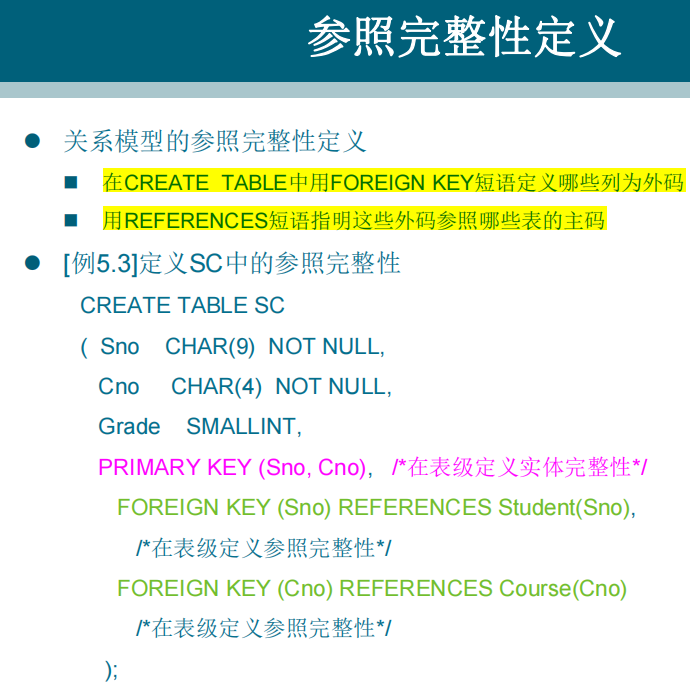 参照完整性定义
关系模型的参照完整性定义
在CREATE TABLE中用FOREIGN KEY短语定义哪些列为外码
用REFERENCES短语指明这些外码参照哪些表的主码
[例5.3]定义SC中的参照完整性
CREATE TABLE SC
( Sno CHAR(9) NOT NULL,
Cno CHAR(4) NOT NULL,
Grade SMALLINT,
PRIMARY KEY (Sno, Cno), /*在表级定义实体完整性*/
FOREIGN KEY (Sno) REFERENCES Student(Sno),
/*在表级定义参照完整性*/
FOREIGN KEY (Cno) REFERENCES Course(Cno)
/*在表级定义参照完整性*/
);